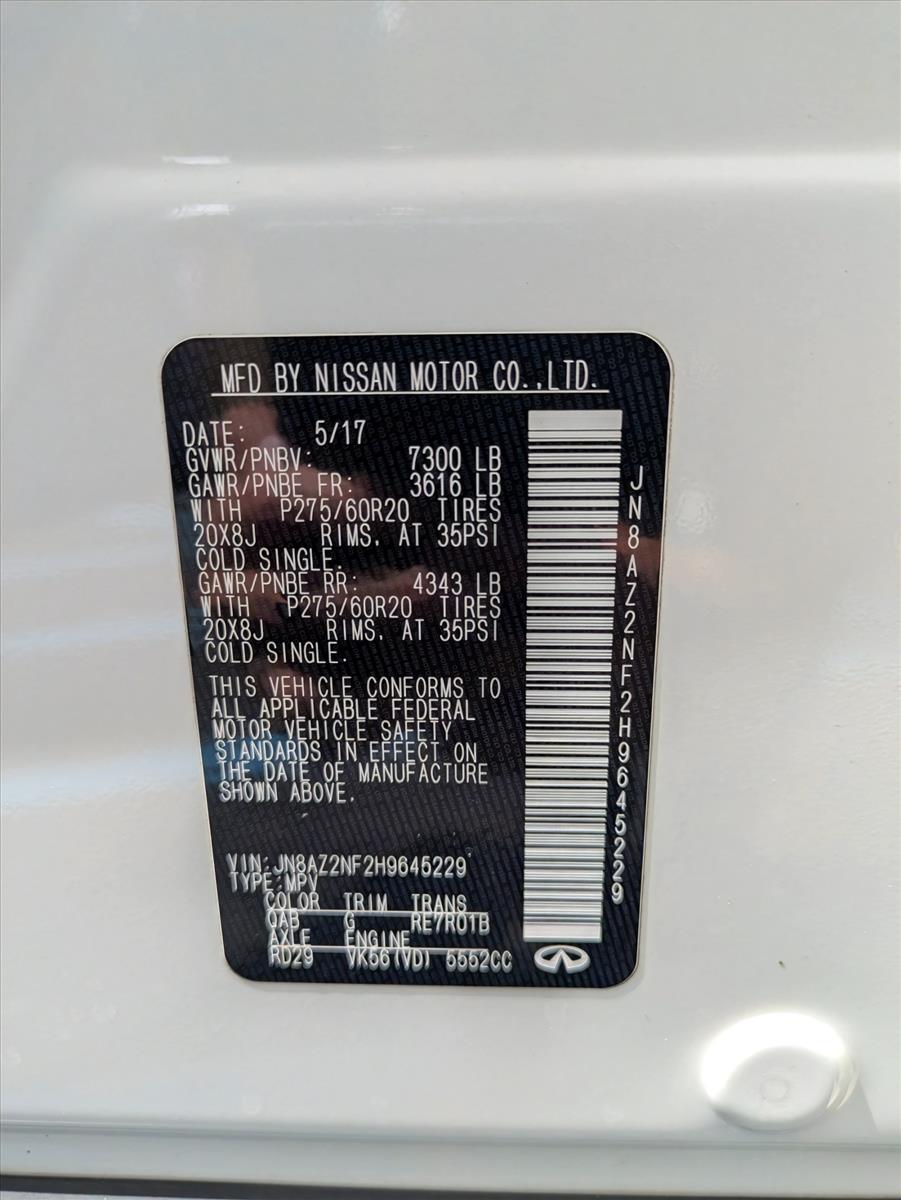 MFD BY NISSAN MOTOR CO.,LTD.
DATE: 5/17
GVWR/PNBV: 7300 LB
GAWR/PNBE FR: 3616 LB
WITH P275/60R20 TIRES
20X8J RIMS, AT 35PSI
COLD SINGLE.
GAWR/PNBE RR: 4343 LB
WITH P275/60R20 TIRES
20X8J RIMS, AT 35PSI
COLD SINGLE.
THIS VEHICLE CONFORMS TO
ALL APPLICABLE FEDERAL
MOTOR VEHICLE SAFETY
STANDARDS IN EFFECT ON
THE DATE OF MANUFACTURE
SHOWN ABOVE.
VIN:JN8AZ2NF2H9645229
TYPE:MPV
COLOR TRIM TRANS
QAB G RE7R01B
AXLE ENGINE
RD29 VK56(VD) 5552CC
JN8AZ2NF2H9645229